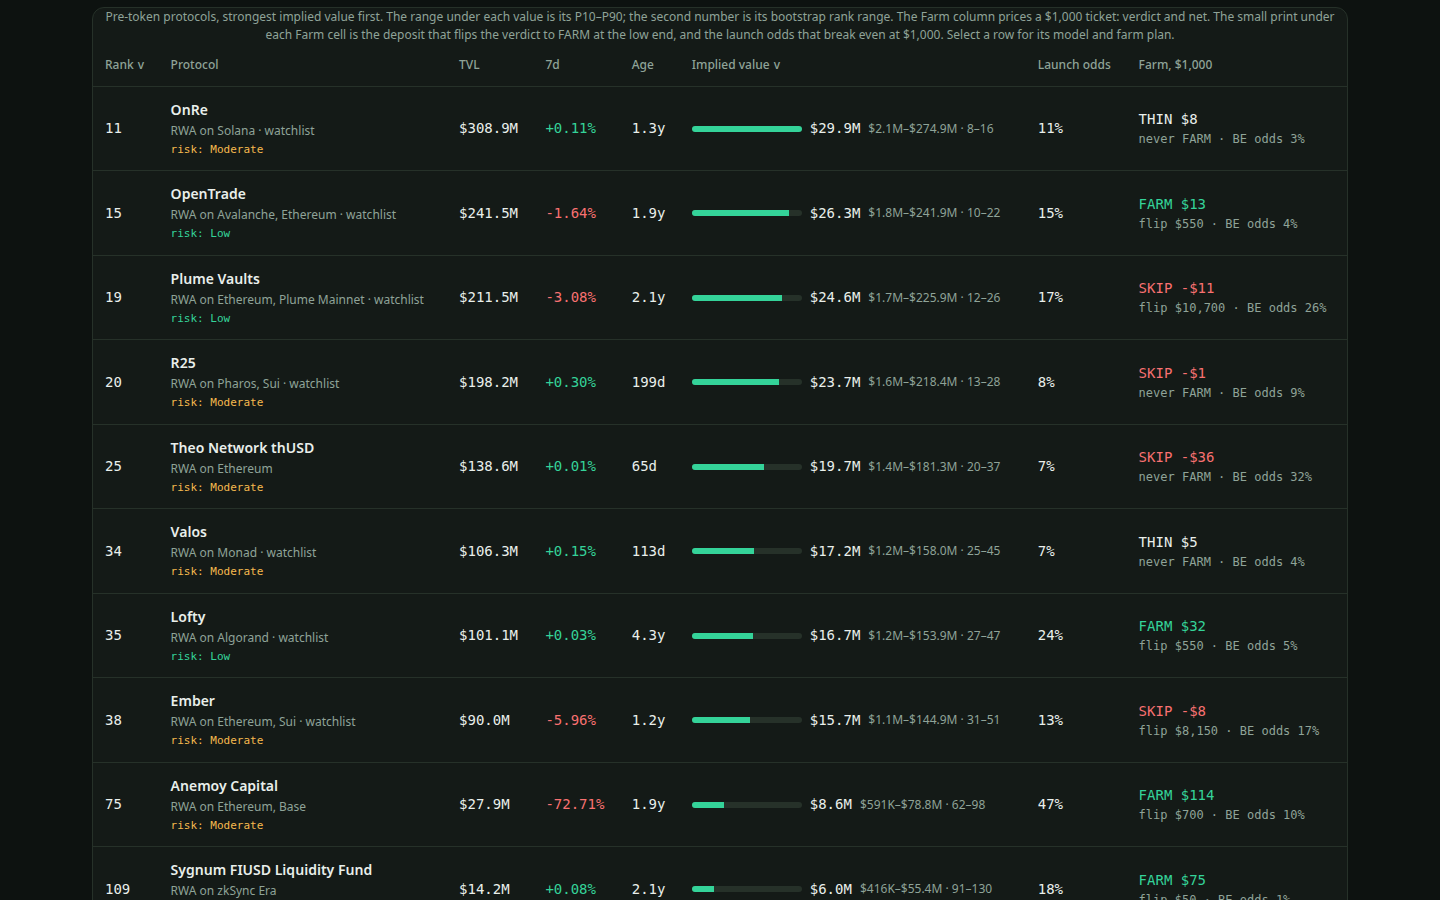 Pre-token protocols, strongest implied value first. The range under each value is its P10–P90; the second number is its bootstrap rank range. The Farm column prices a $1,000 ticket: verdict and net. The small print under
each Farm cell is the deposit that flips the verdict to FARM at the low end, and the launch odds that break even at $1,000. Select a row for its model and farm plan.
Rank v Protocol TVL 7d Age Implied value v Launch odds Farm, $1,000
OnRe
RWA on Solana · watchlist
risk: Moderate
11 $308.9M +0.11% 1.3y $29.9M $2.1M–$274.9M · 8–16 11%
THIN $8
never FARM · BE odds 3%
OpenTrade
RWA on Avalanche, Ethereum · watchlist
risk: Low
15 $241.5M -1.64% 1.9y $26.3M $1.8M–$241.9M · 10–22 15%
FARM $13
flip $550 · BE odds 4%
Plume Vaults
RWA on Ethereum, Plume Mainnet · watchlist
risk: Low
19 $211.5M -3.08% 2.1y $24.6M $1.7M–$225.9M · 12–26 17%
SKIP -$11
flip $10,700 · BE odds 26%
R25
RWA on Pharos, Sui · watchlist
risk: Moderate
20 $198.2M +0.30% 199d $23.7M $1.6M–$218.4M · 13–28 8%
SKIP -$1
never FARM · BE odds 9%
Theo Network thUSD
RWA on Ethereum
risk: Moderate
25 $138.6M +0.01% 65d $19.7M $1.4M–$181.3M · 20–37 7%
SKIP -$36
never FARM · BE odds 32%
Valos
RWA on Monad · watchlist
risk: Moderate
34 $106.3M +0.15% 113d $17.2M $1.2M–$158.0M · 25–45 7%
THIN $5
never FARM · BE odds 4%
Lofty
RWA on Algorand · watchlist
risk: Low
35 $101.1M +0.03% 4.3y $16.7M $1.2M–$153.9M · 27–47 24%
FARM $32
flip $550 · BE odds 5%
Ember
RWA on Ethereum, Sui · watchlist
risk: Moderate
38 $90.0M -5.96% 1.2y $15.7M $1.1M–$144.9M · 31–51 13%
SKIP -$8
flip $8,150 · BE odds 17%
Anemoy Capital
RWA on Ethereum, Base
risk: Moderate
75 $27.9M -72.71% 1.9y $8.6M $591K–$78.8M · 62–98 47%
FARM $114
flip $700 · BE odds 10%
Sygnum FIUSD Liquidity Fund
RWA on zkSync Era
109 $14.2M +0.08% 2.1y $6.0M $416K–$55.4M · 91–130 18%
FARM $75
flip $50 · BE odds 1%